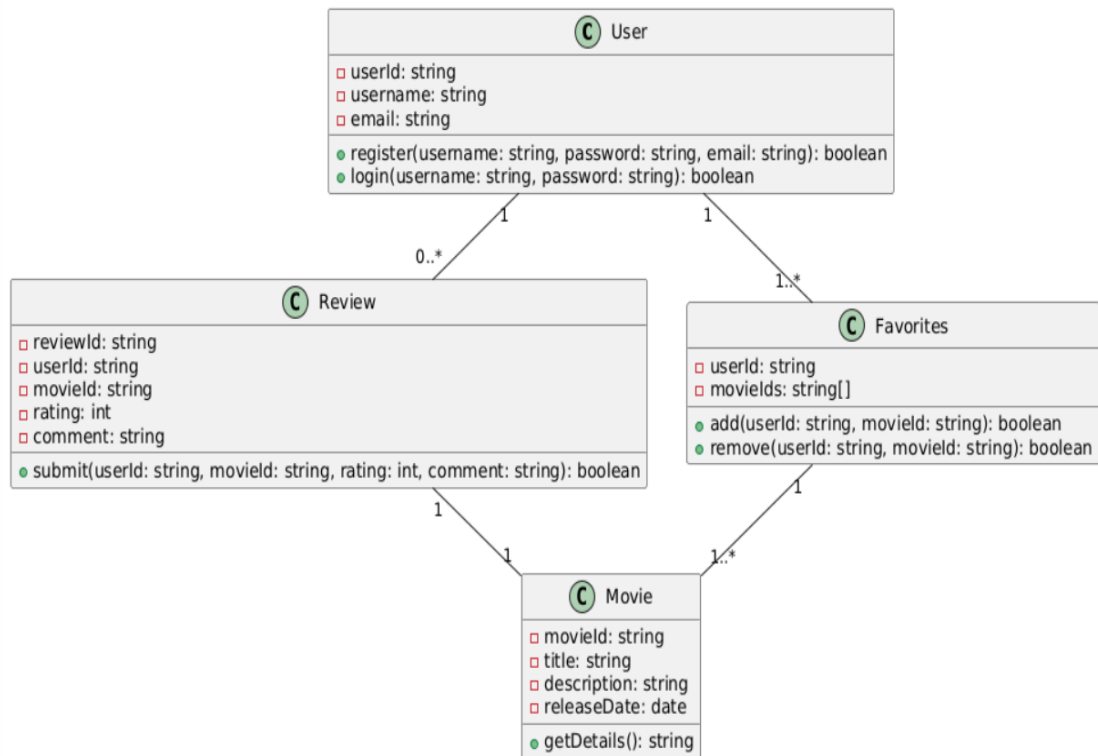 C User
userId: string
username: string
email: string
register(username: string, password: string, email: string): boolean
login(username: string, password: string): boolean
1
1
0..*
1..*
C Review
reviewId: string
userId: string
movieId: string
rating: int
comment: string
submit(userId: string, movieId: string, rating: int, comment: string): boolean
C Favorites
userId: string
movieIds: string[]
add(userId: string, movieId: string): boolean
remove(userId: string, movieId: string): boolean
1
1
1
1..*
C Movie
movieId: string
title: string
description: string
releaseDate: date
getDetails(): string